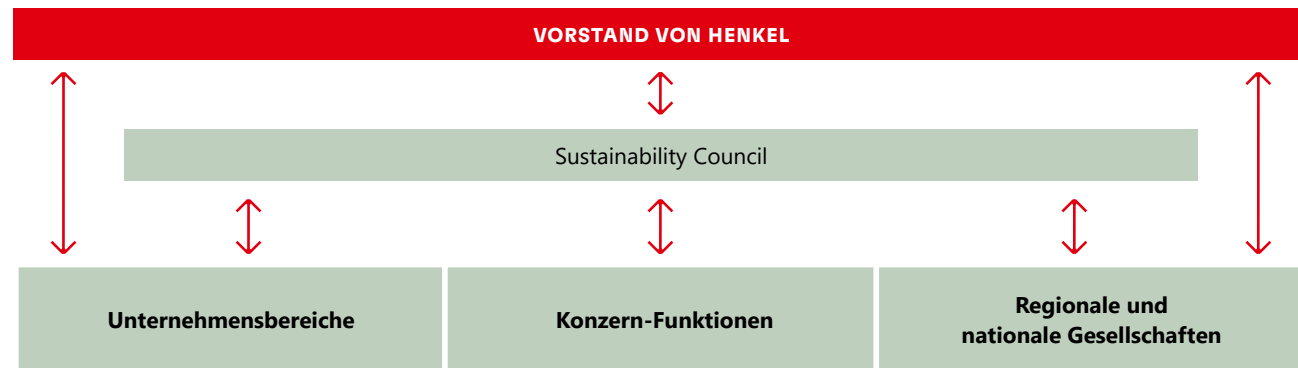 VORSTAND VON HENKEL
Sustainability Council
Unternehmensbereiche
Konzern-Funktionen
Regionale und
nationale Gesellschaften